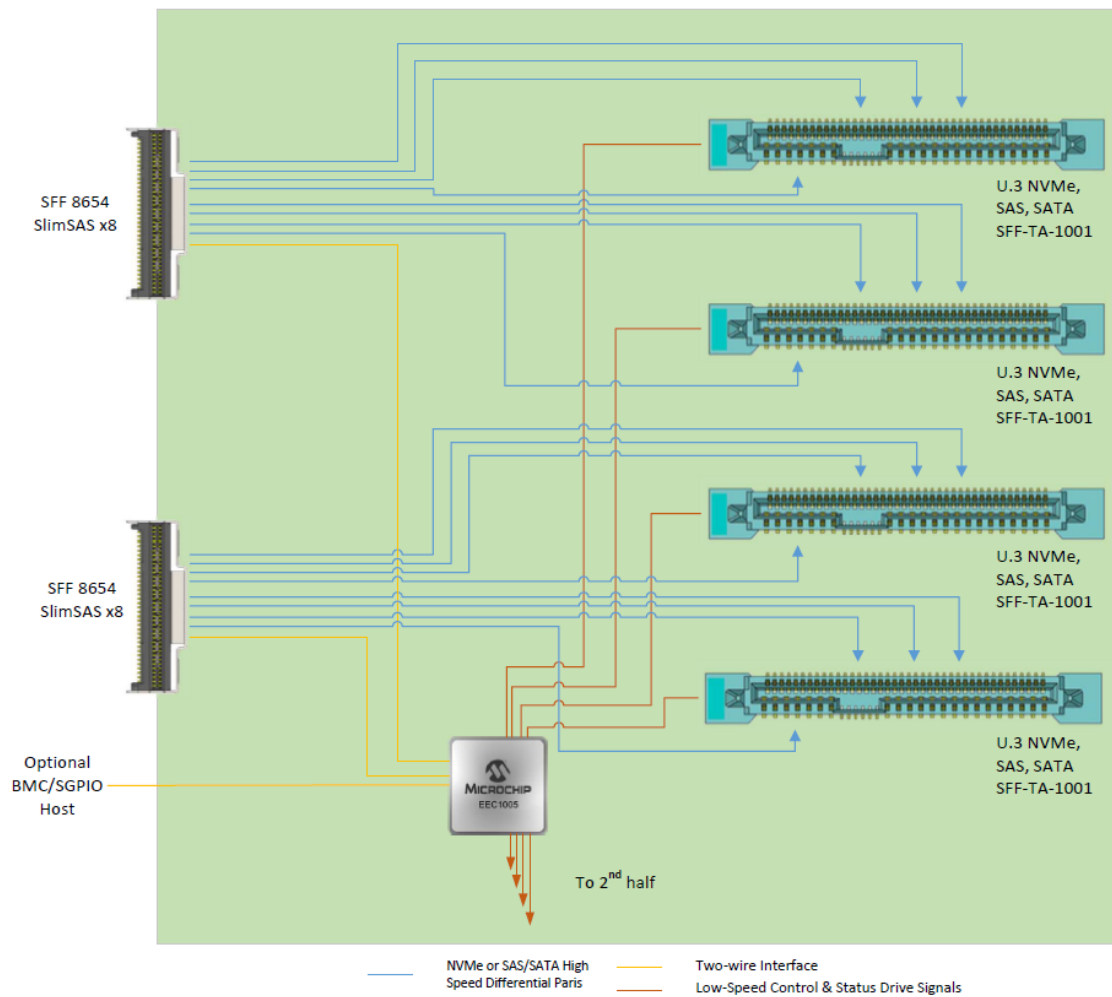 SFF 8654
SlimSAS x8
U.3 NVMe,
SAS, SATA
SFF-TA-1001
U.3 NVMe,
SAS, SATA
SFF-TA-1001
SFF 8654
SlimSAS x8
U.3 NVMe,
SAS, SATA
SFF-TA-1001
U.3 NVMe,
SAS, SATA
SFF-TA-1001
Optional
BMC/SGPIO
Host
MICROCHIP
EEC1005
To 2nd half
NVMe or SAS/SATA High
Speed Differential Paris
Two-wire Interface
Low-Speed Control & Status Drive Signals